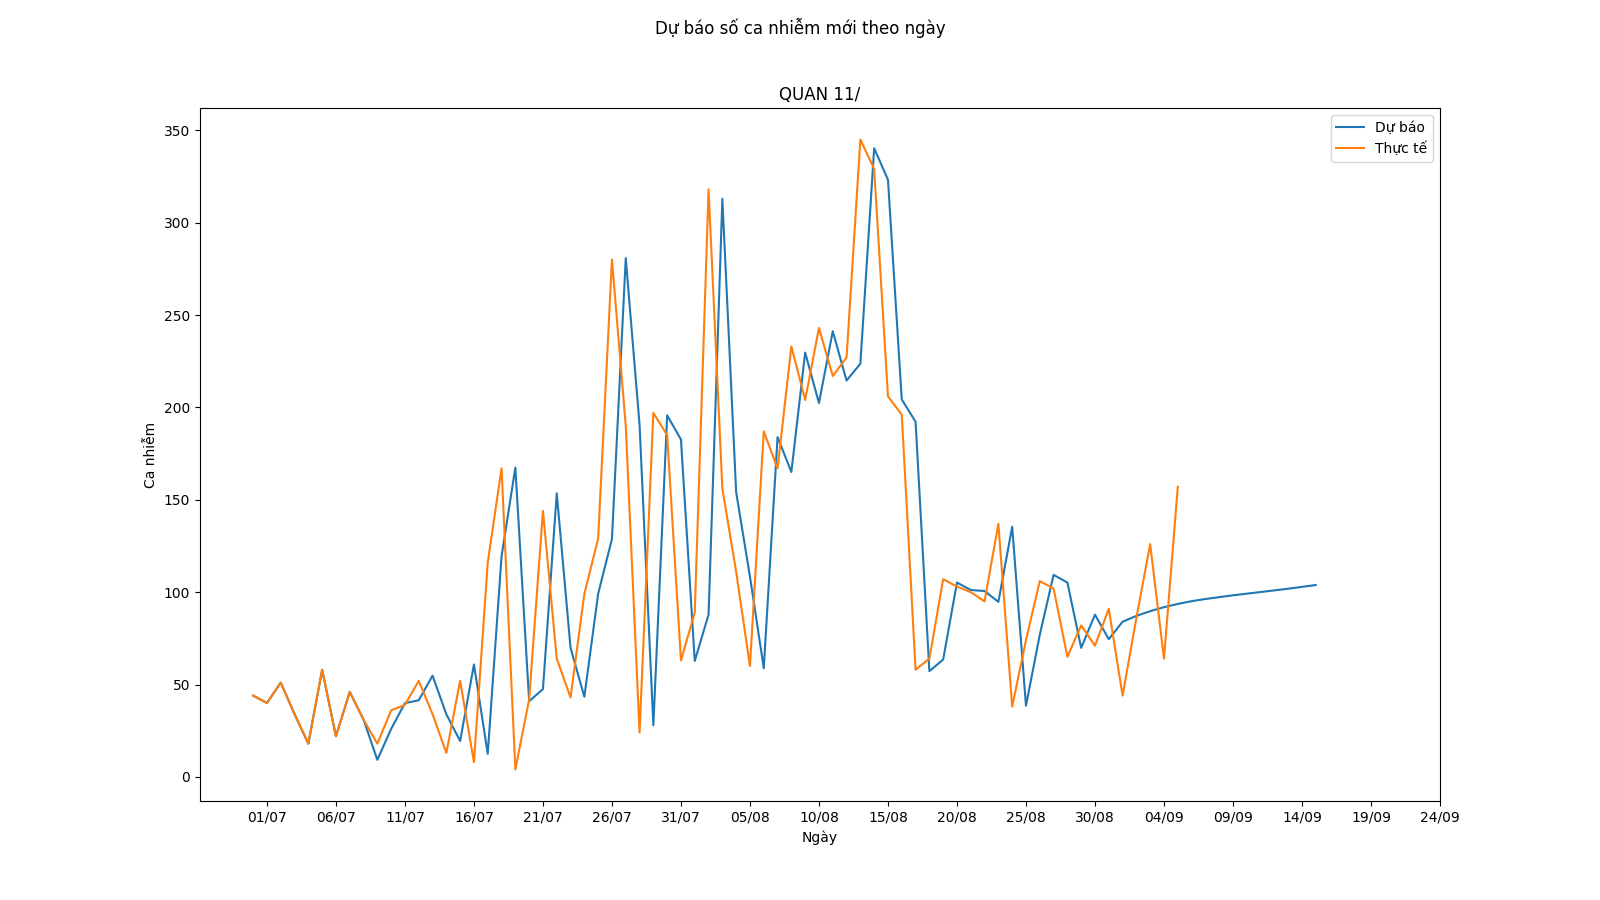 Dự báo số ca nhiễm mới theo ngày
QUAN 11/
Dự báo
Thực tế
350
300
250
200
150
100
50
0
Ca nhiễm
01/07 06/07 11/07 16/07 21/07 26/07 31/07 05/08 10/08 15/08 20/08 25/08 30/08 04/09 09/09 14/09 19/09 24/09
Ngày